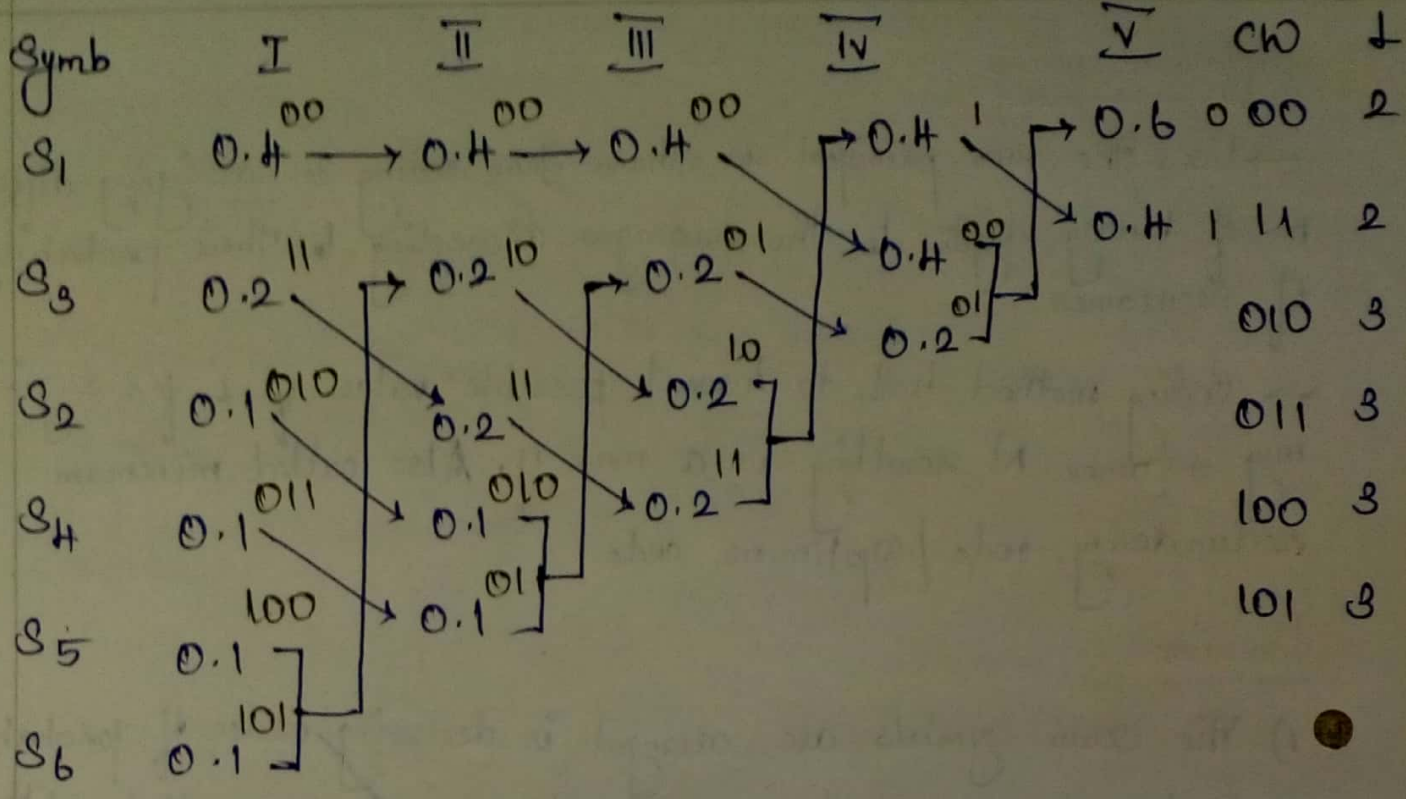 Symb I II III IV V CW L
S1 0.4 00 0.4 00 0.4 00 0.4 1 0.6 0 00 2
S3 0.2 11 0.2 10 0.2 01 0.4 00 0.4 1 11 2
0.2 01 010 3
S2 0.1 010 0.2 11 0.2 10 011 3
S4 0.1 011 0.1 010 0.2 11 100 3
0.1 01 101 3
S5 0.1 100
S6 0.1 101